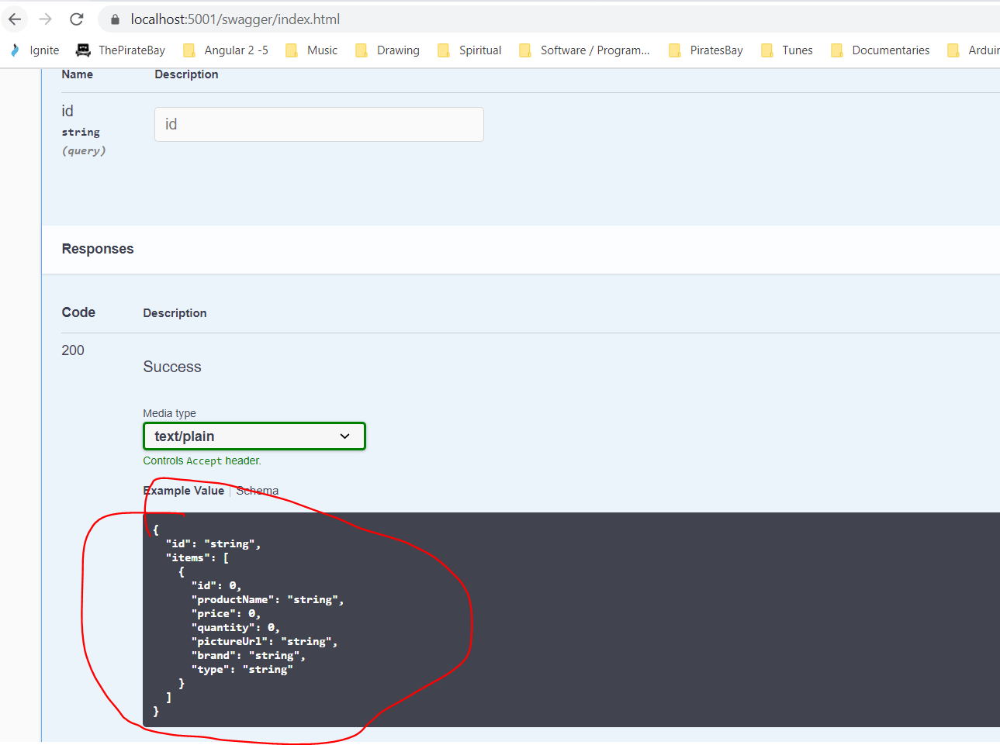 localhost:5001/swagger/index.html
Ignite ThePirateBay Angular 2 -5 Music Drawing Spiritual Software / Program... PiratesBay Tunes Documentaries Arduin
Name Description
id id
string
(query)
Responses
Code Description
200
Success
Media type
text/plain
Controls Accept header.
Example Value Schema
{
"id": "string",
"items": [
{
"id": 0,
"productName": "string",
"price": 0,
"quantity": 0,
"pictureUrl": "string",
"brand": "string",
"type": "string"
}
]
}